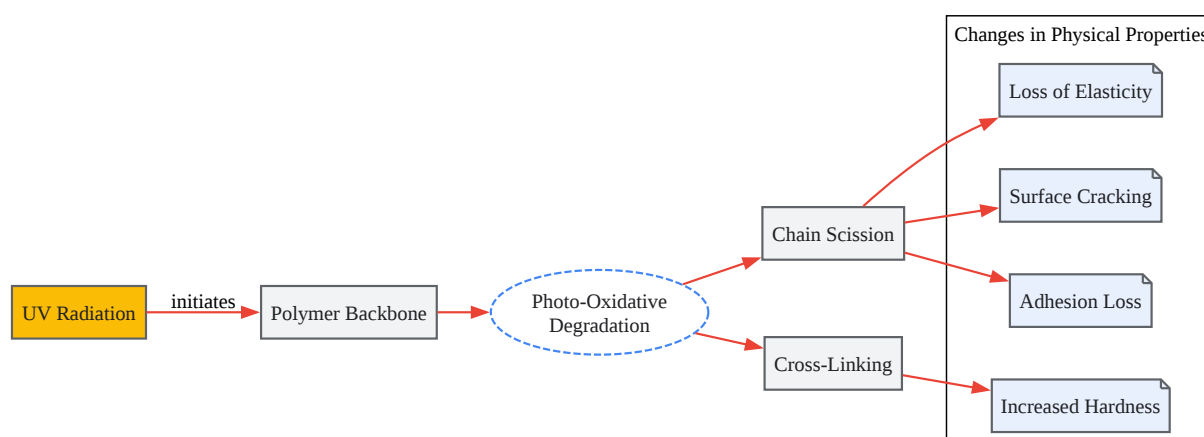 Changes in Physical Properties
Loss of Elasticity
Surface Cracking
Chain Scission
UV Radiation
initiates
Polymer Backbone
Photo-Oxidative
Degradation
Adhesion Loss
Cross-Linking
Increased Hardness